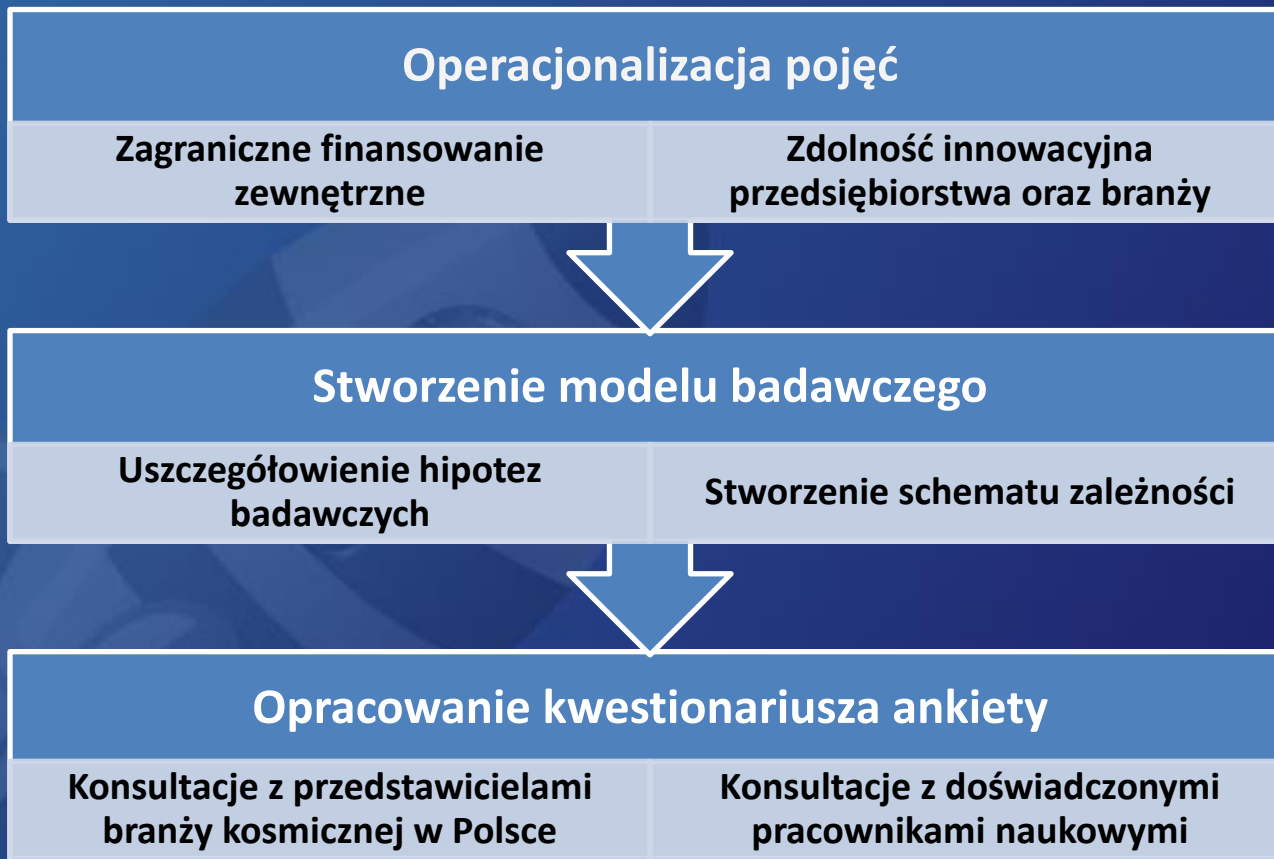 Operacjonalizacja pojęć
Zagraniczne finansowanie
zewnętrzne
Zdolność innowacyjna
przedsiębiorstwa oraz branży
Stworzenie modelu badawczego
Uszczegółowienie hipotez
badawczych
Stworzenie schematu zależności
Opracowanie kwestionariusza ankiety
Konsultacje z przedstawicielami
branży kosmicznej w Polsce
Konsultacje z doświadczonymi
pracownikami naukowymi